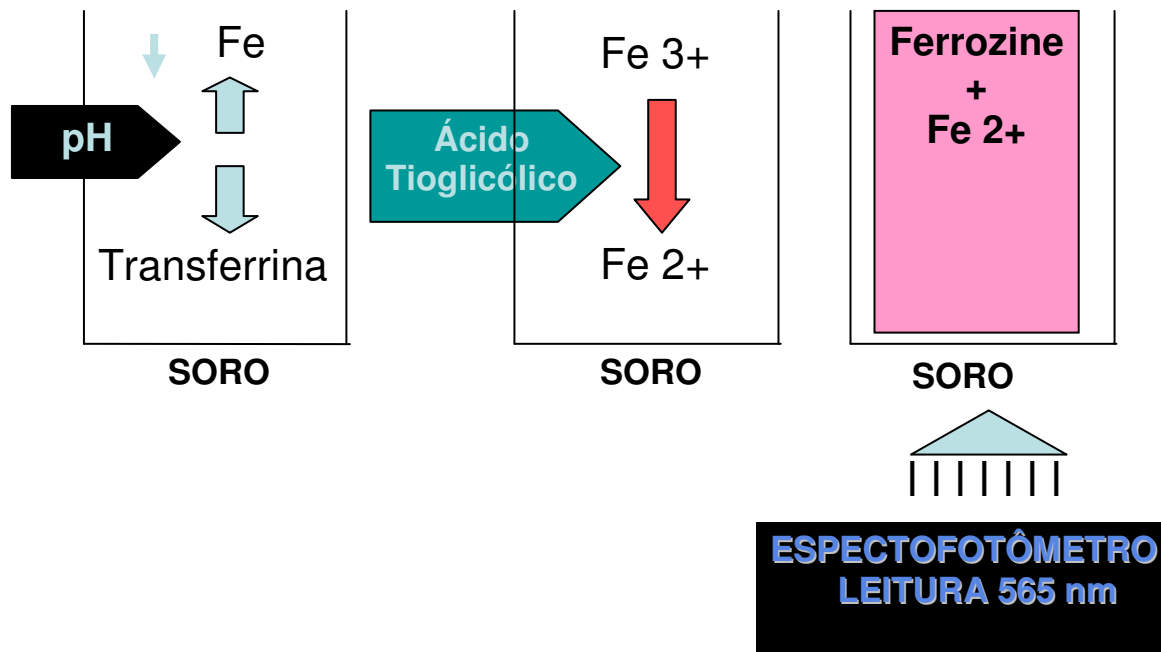 Fe
pH
Transferrina
SORO
Fe 3+
Ácido
Tioglicólico
Fe 2+
SORO
Ferrozine
+
Fe 2+
SORO
ESPECTOFOTÔMETRO
LEITURA 565 nm